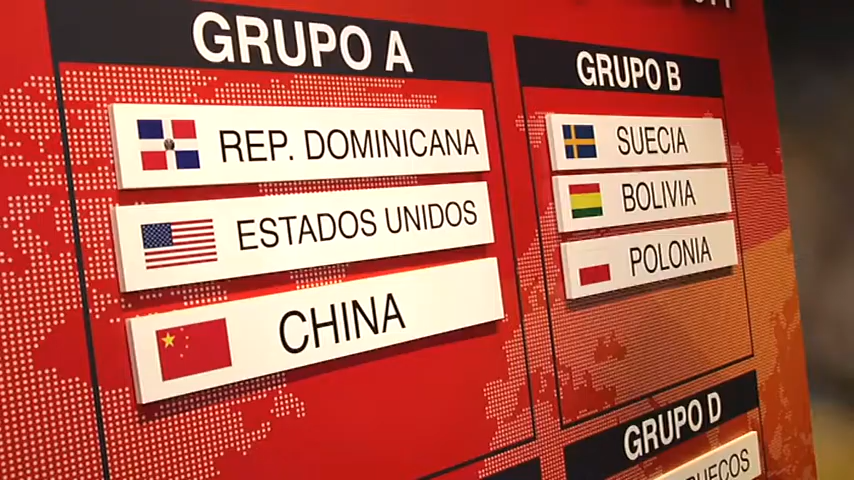 GRUPO A
REP. DOMINICANA
ESTADOS UNIDOS
CHINA
GRUPO B
SUECIA
BOLIVIA
POLONIA
GRUPO D